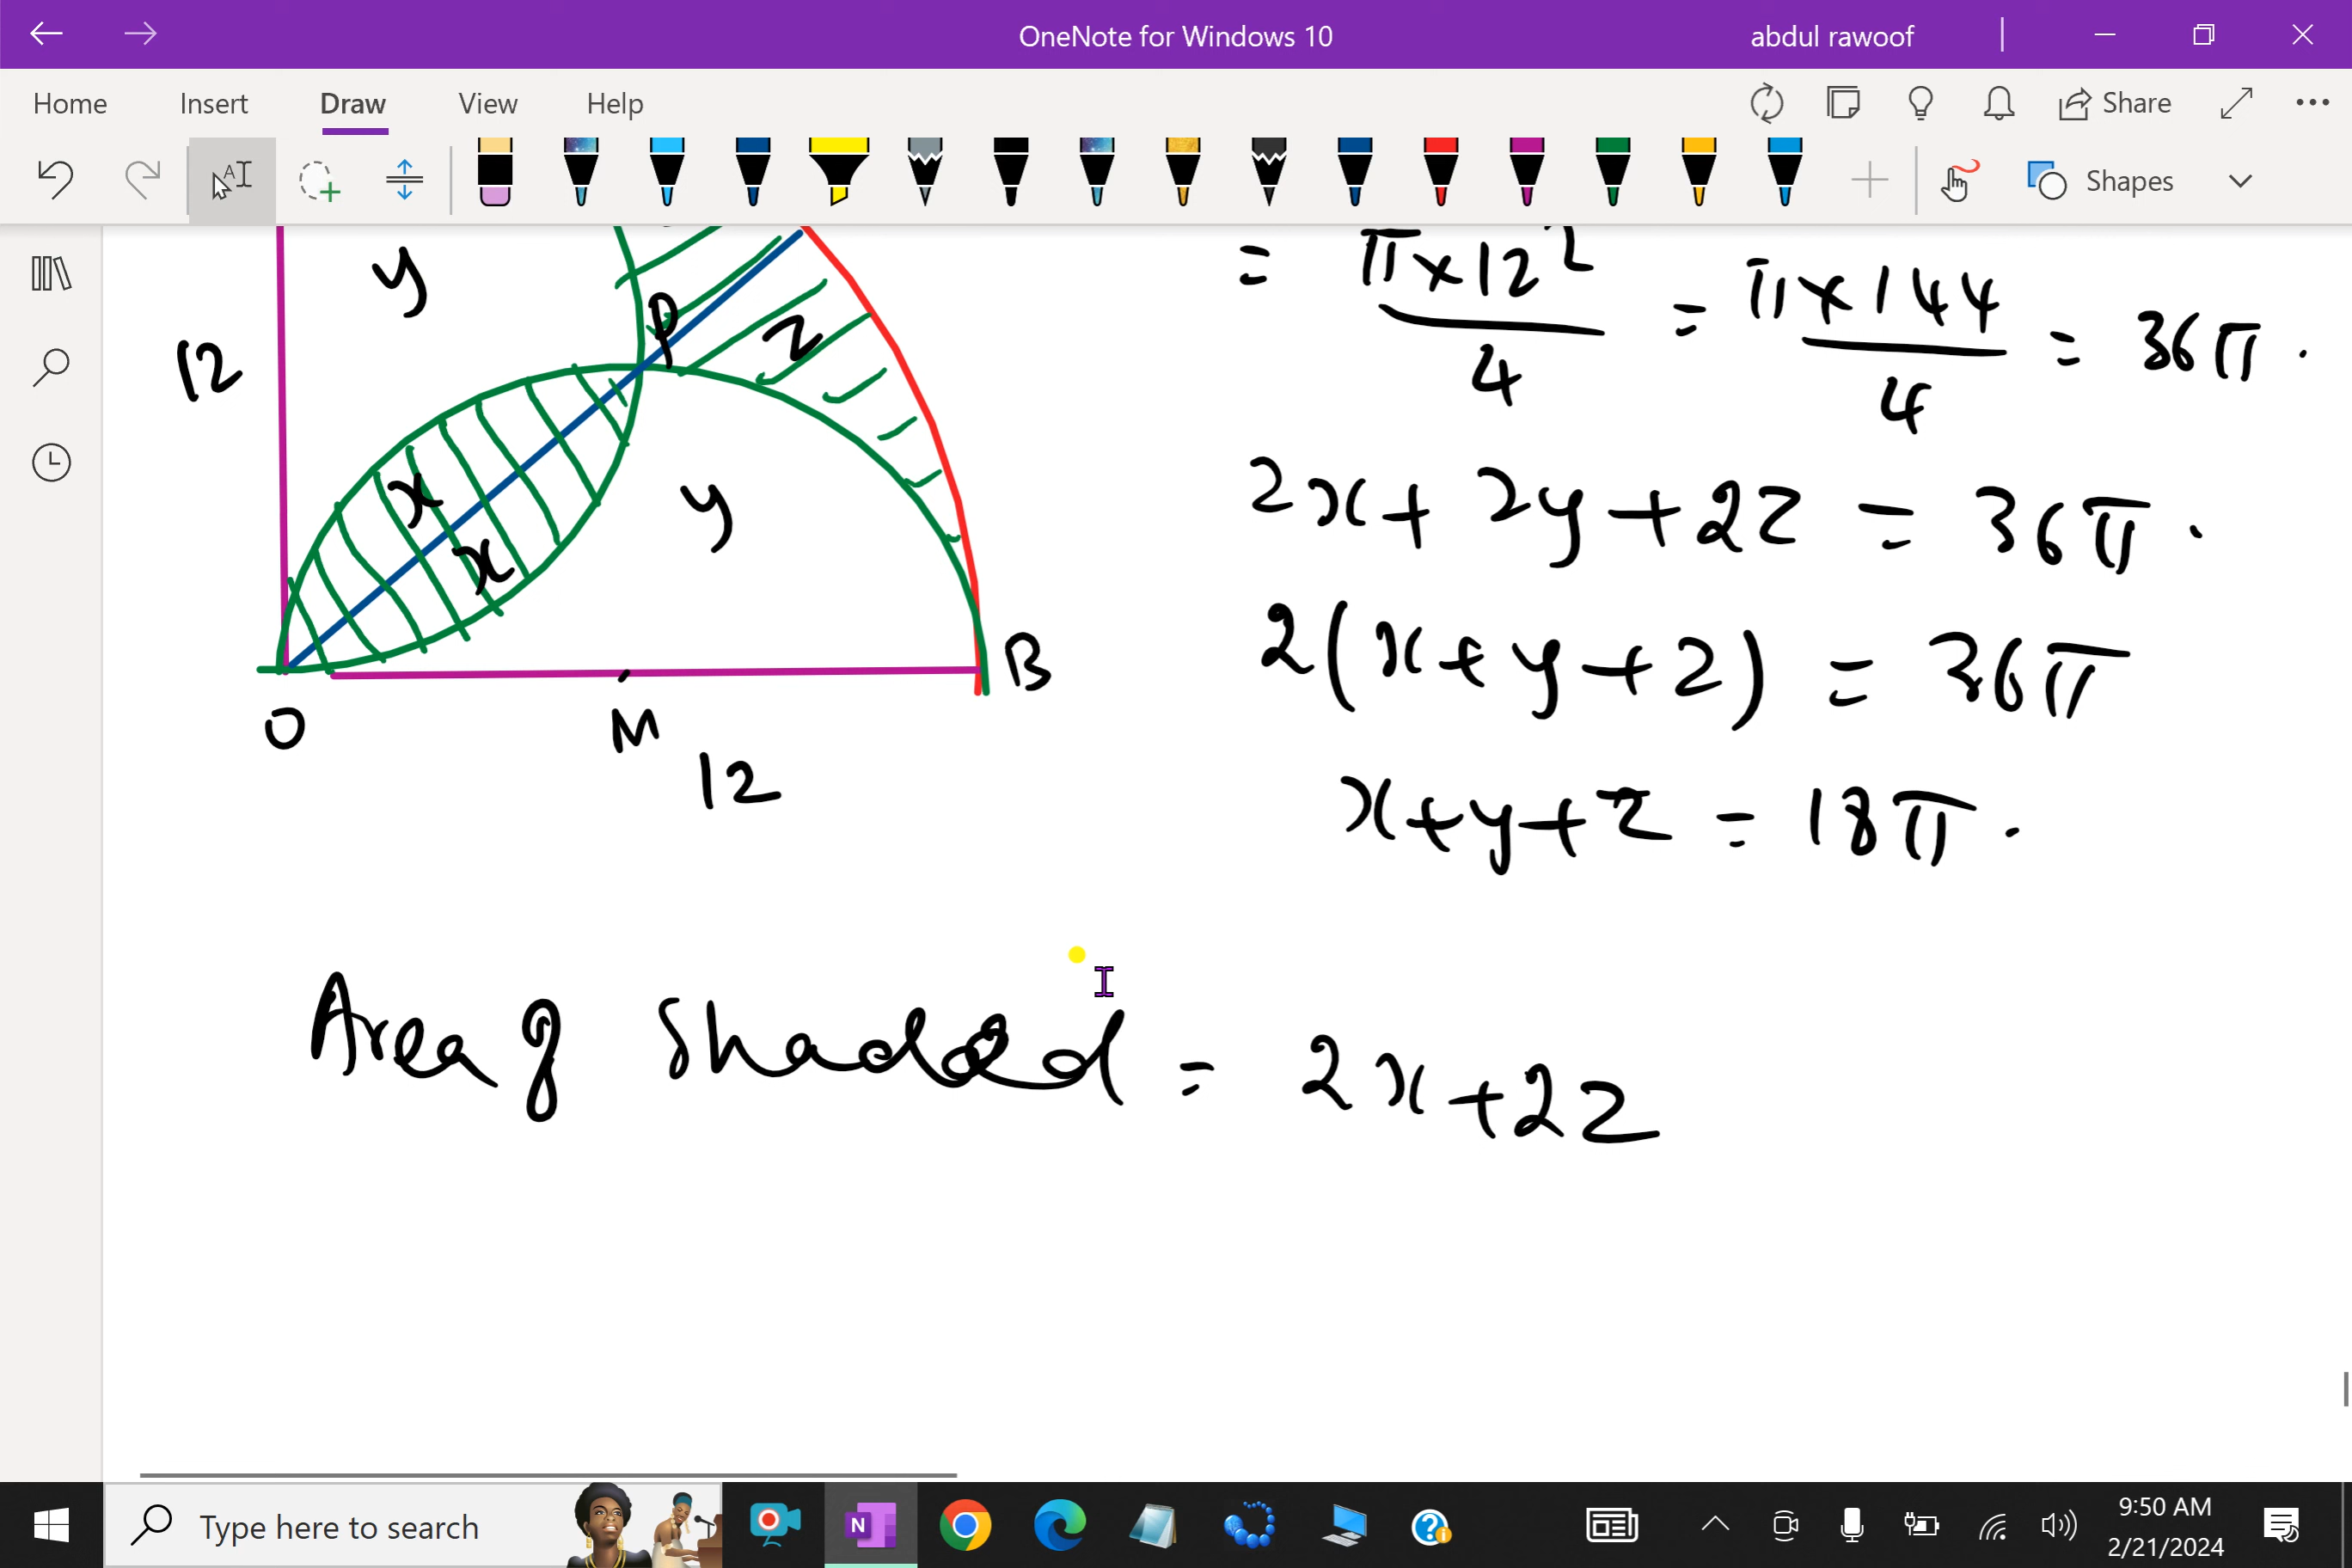 OneNote for Windows 10
abdul rawoof
Home Insert Draw View Help
Share
Shapes
y
P
z
12
x
x
y
O
M
B
12
= π×12² / 4 = π×144 / 4 = 36π.
2x + 2y + 2z = 36π.
2(x+y+z) = 36π
x+y+z = 18π.
Area of Shaded = 2x+2z
Type here to search
9:50 AM
2/21/2024